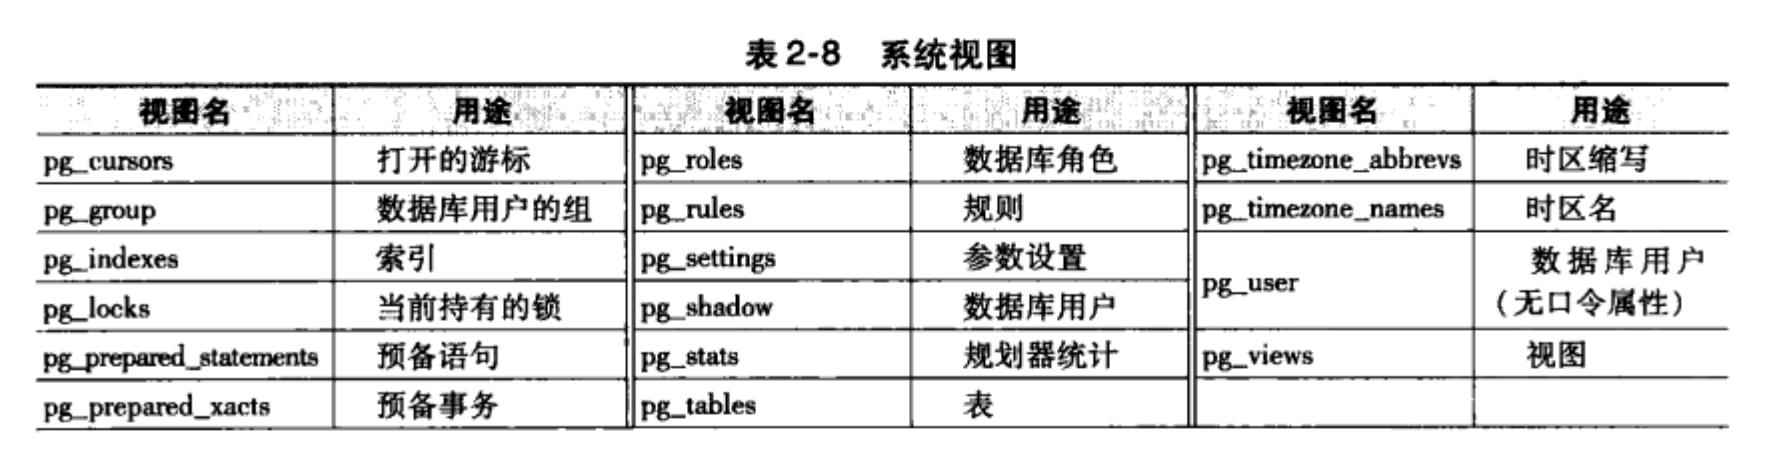 表2-8 系统视图
视图名 用途 视图名 用途 视图名 用途
pg_cursors 打开的游标 pg_roles 数据库角色 pg_timezone_abbrevs 时区缩写
pg_group 数据库用户的组 pg_rules 规则 pg_timezone_names 时区名
pg_indexes 索引 pg_settings 参数设置 pg_user 数据库用户
(无口令属性)
pg_locks 当前持有的锁 pg_shadow 数据库用户
pg_prepared_statements 预备语句 pg_stats 规划器统计 pg_views 视图
pg_prepared_xacts 预备事务 pg_tables 表